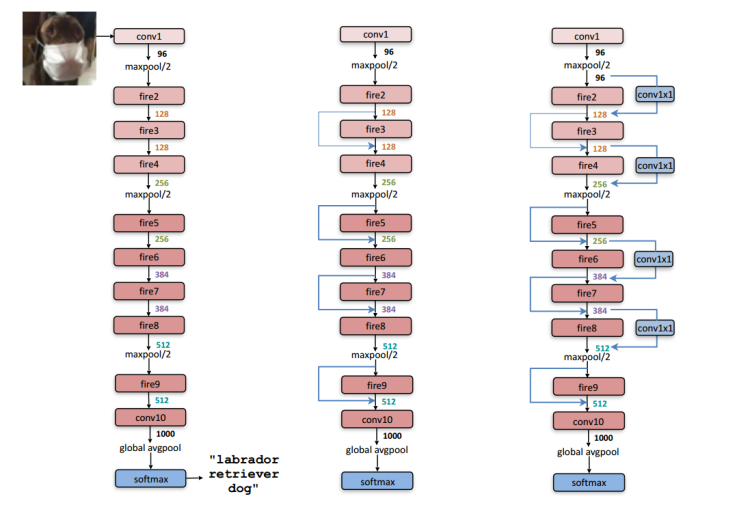 conv1
96
maxpool/2
fire2
128
fire3
128
fire4
256
maxpool/2
fire5
256
fire6
384
fire7
384
fire8
512
maxpool/2
fire9
512
conv10
1000
global avgpool
softmax
"labrador
retriever
dog"
conv1
96
maxpool/2
fire2
128
fire3
128
fire4
256
maxpool/2
fire5
256
fire6
384
fire7
384
fire8
512
maxpool/2
fire9
512
conv10
1000
global avgpool
softmax
conv1
96
maxpool/2
96
conv1x1
fire2
128
fire3
128
fire4
conv1x1
256
maxpool/2
fire5
256
fire6
conv1x1
384
fire7
384
fire8
conv1x1
512
maxpool/2
fire9
512
conv10
1000
global avgpool
softmax